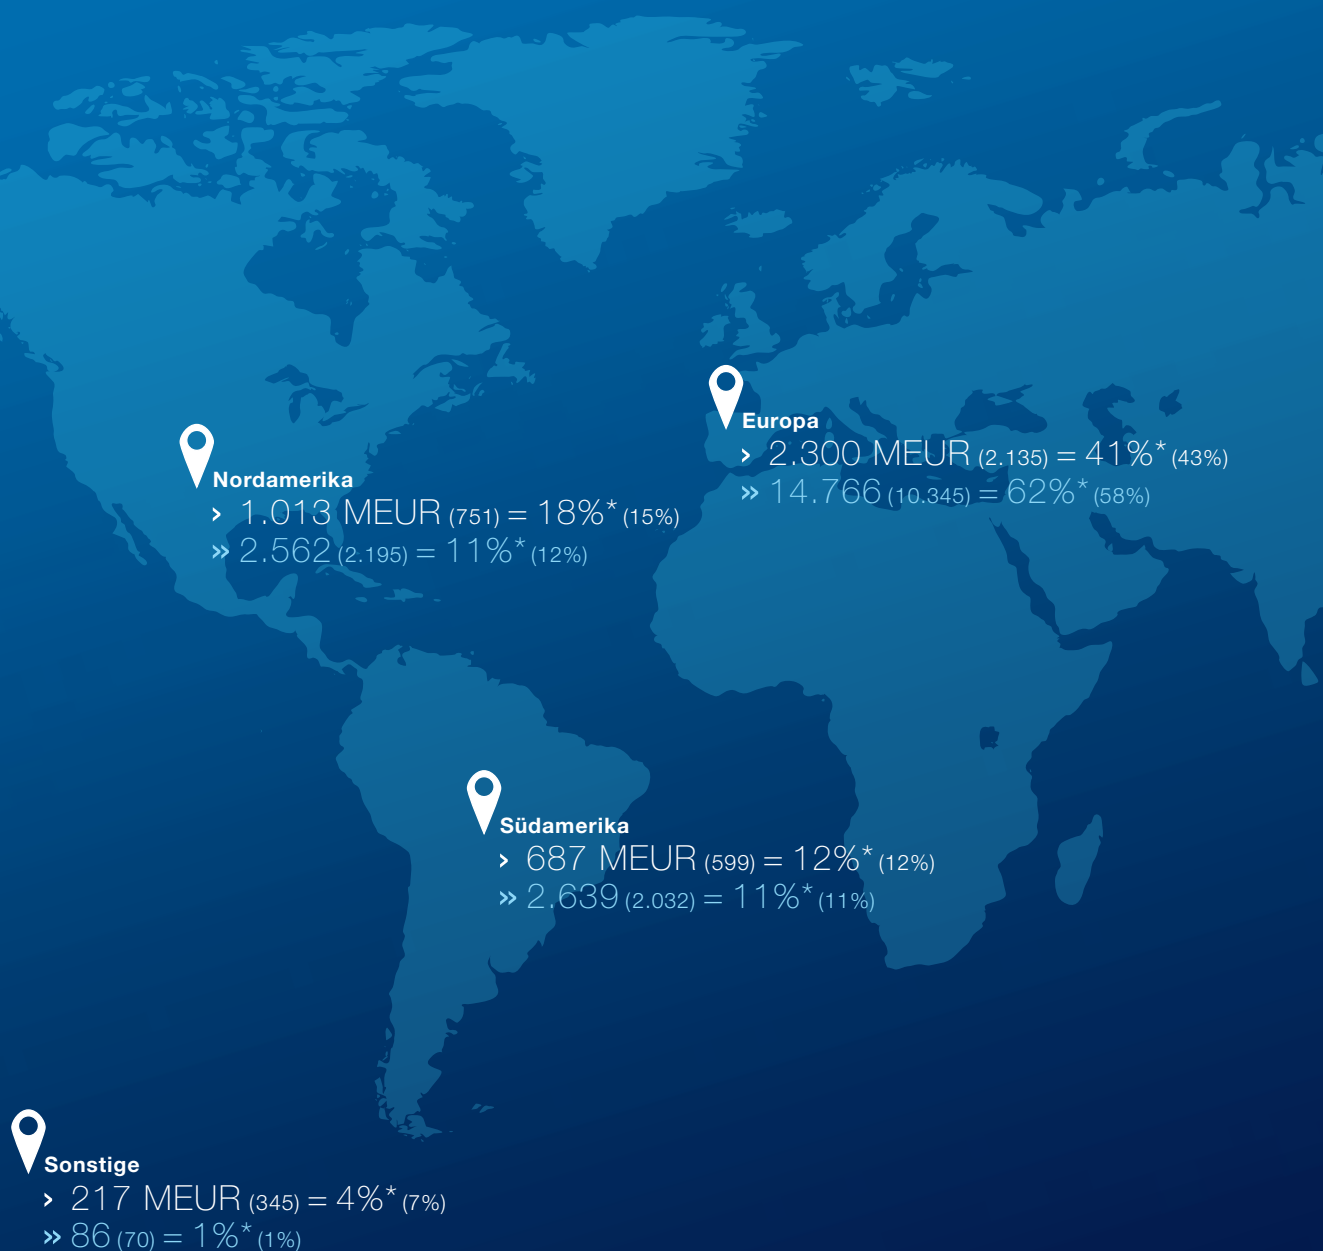 Europa
› 2.300 MEUR (2.135) = 41%* (43%)
» 14.766 (10.345) = 62%* (58%)
Nordamerika
› 1.013 MEUR (751) = 18%* (15%)
» 2.562 (2.195) = 11%* (12%)
Südamerika
› 687 MEUR (599) = 12%* (12%)
» 2.639 (2.032) = 11%* (11%)
Sonstige
› 217 MEUR (345) = 4%* (7%)
» 86 (70) = 1%* (1%)